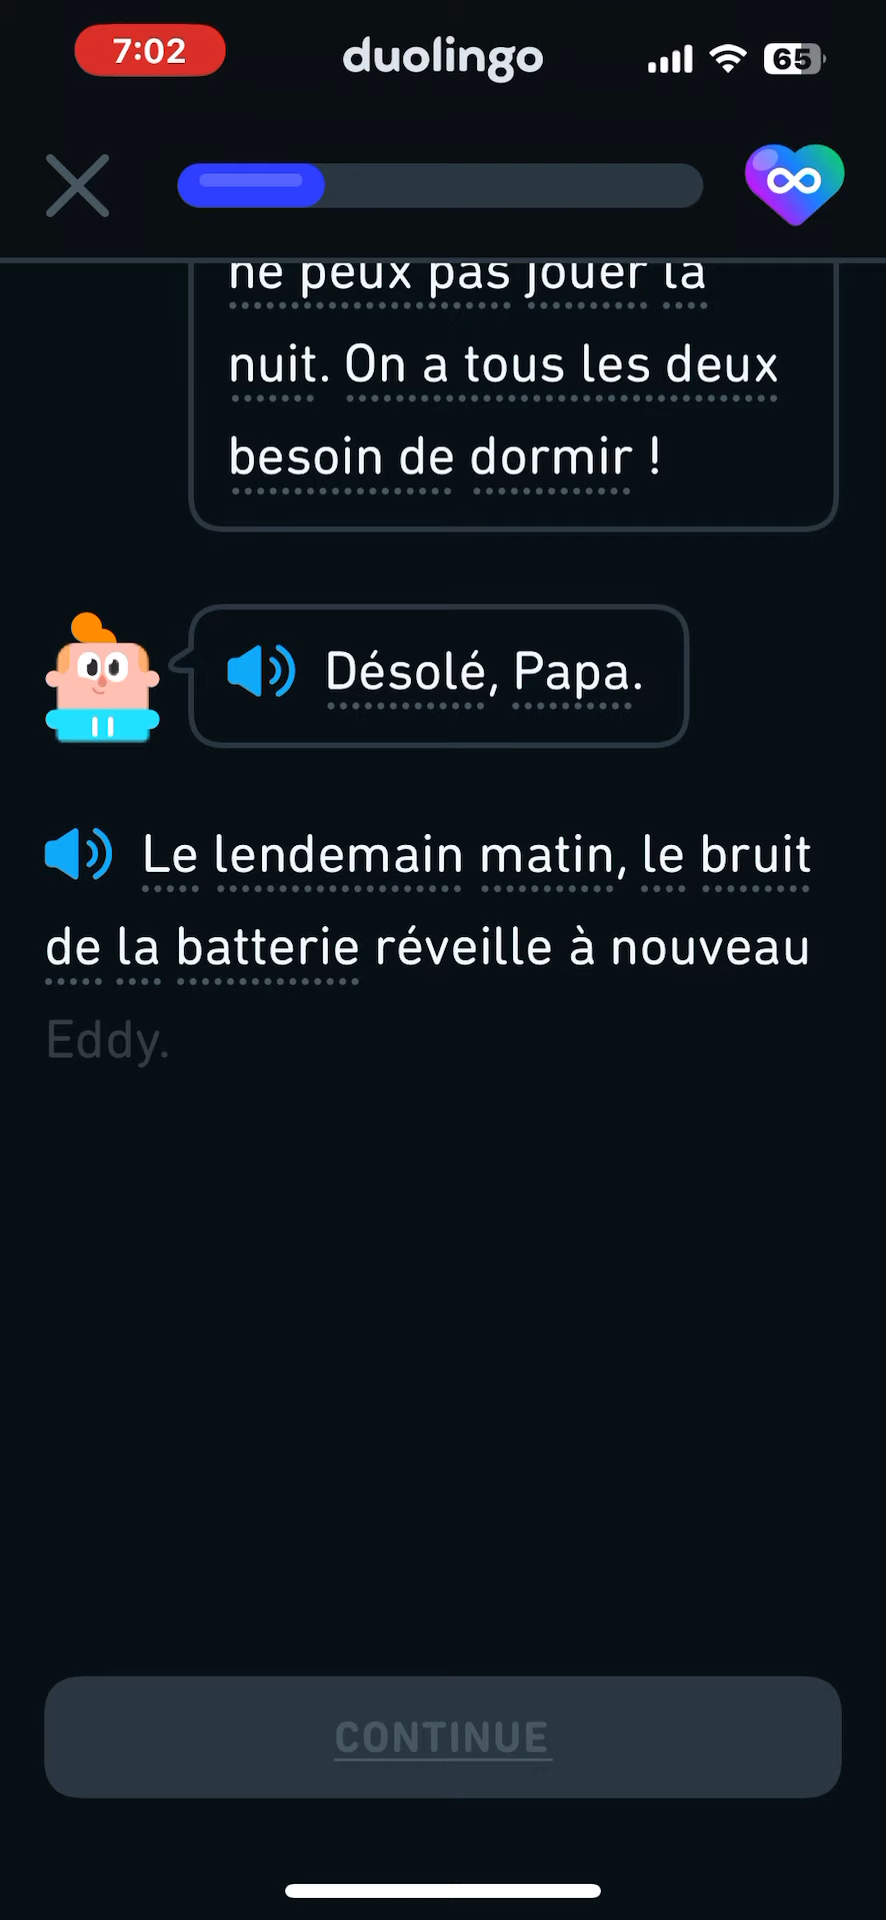 7:02
duolingo
65
ne peux pas jouer la
nuit. On a tous les deux
besoin de dormir !
Désolé, Papa.
Le lendemain matin, le bruit
de la batterie réveille à nouveau
Eddy.
CONTINUE